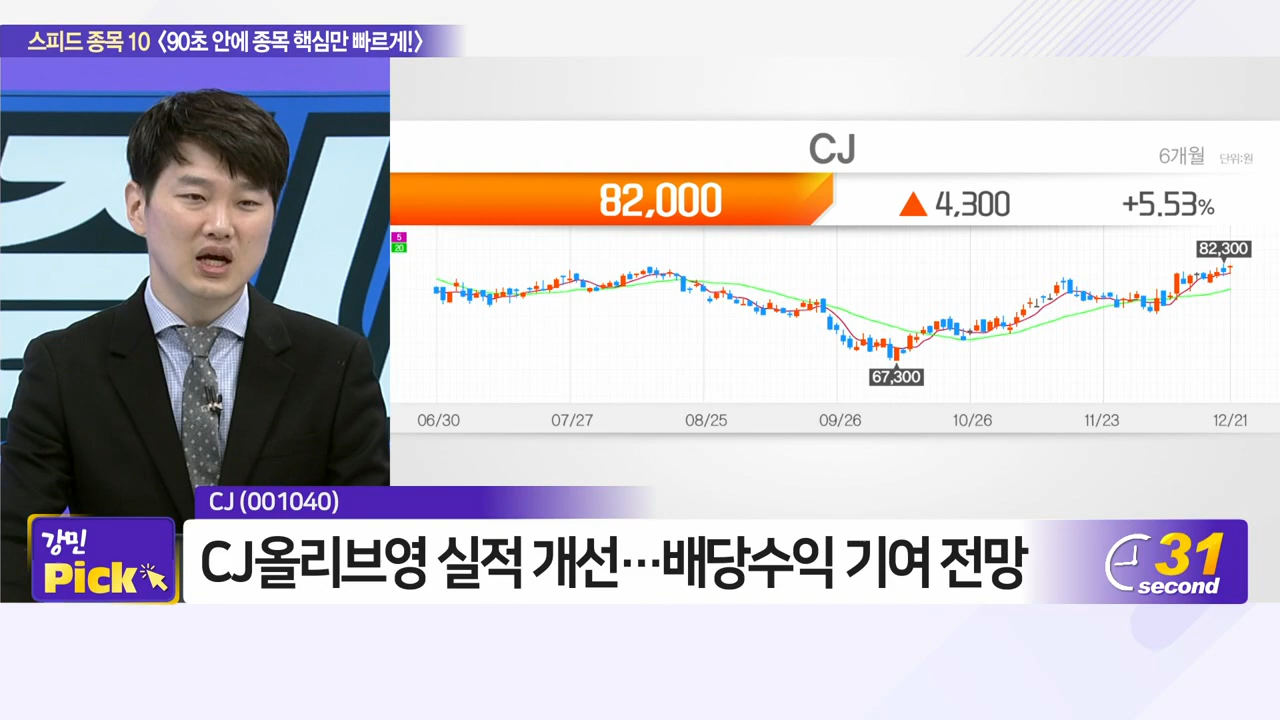 스피드 종목 10 <90초 안에 종목 핵심만 빠르게!>
CJ
6개월 단위:원
82,000 ▲ 4,300 +5.53%
5
20
82,300
67,300
06/30 07/27 08/25 09/26 10/26 11/23 12/21
CJ (001040)
강민
Pick
CJ올리브영 실적 개선…배당수익 기여 전망
31
second